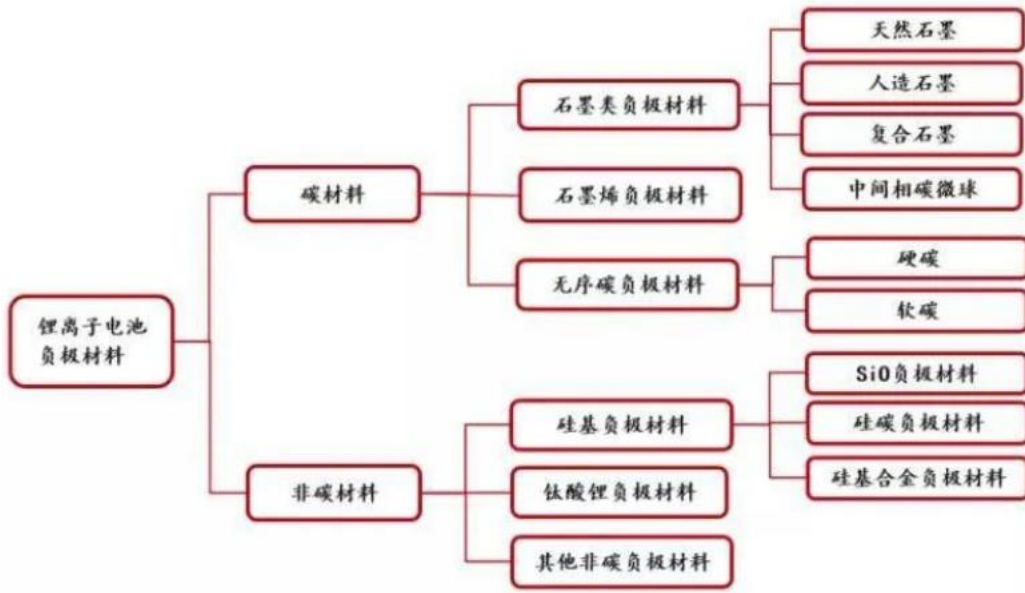 天然石墨
人造石墨
石墨类负极材料
复合石墨
碳材料
石墨烯负极材料
中间相碳微球
无序碳负极材料
硬碳
软碳
锂离子电池
负极材料
SiO负极材料
硅基负极材料
硅碳负极材料
非碳材料
钛酸锂负极材料
硅基合金负极材料
其他非碳负极材料